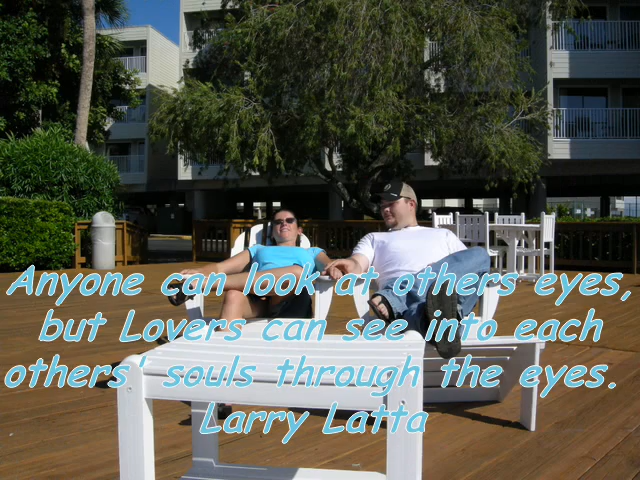 Anyone can look at others eyes,
but Lovers can see into each
others' souls through the eyes.
Larry Latta